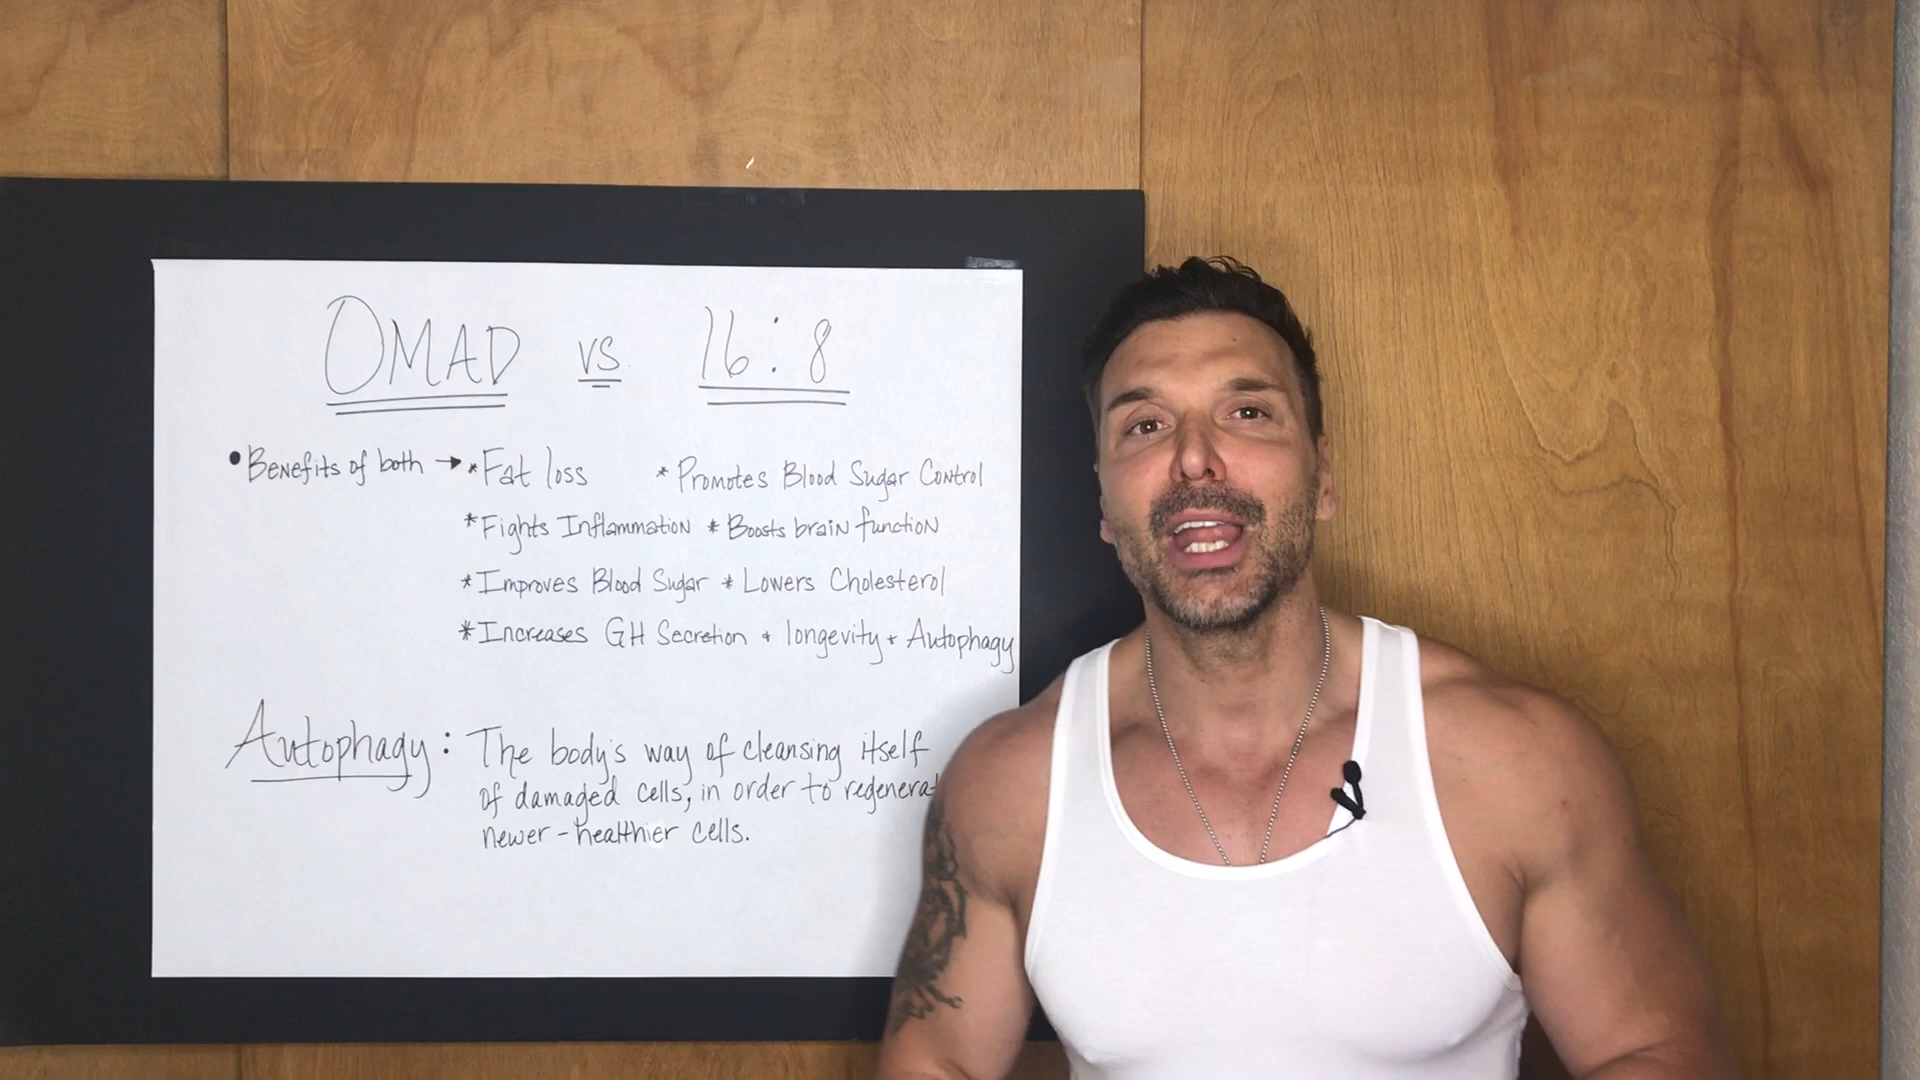 OMAD vs. 16:8
• Benefits of both → * Fat loss * Promotes Blood Sugar Control
* Fights Inflammation * Boosts brain function
* Improves Blood Sugar * Lowers Cholesterol
* Increases GH Secretion + longevity + Autophagy
Autophagy: The body's way of cleansing itself
of damaged cells, in order to regenerat
newer - healthier cells.